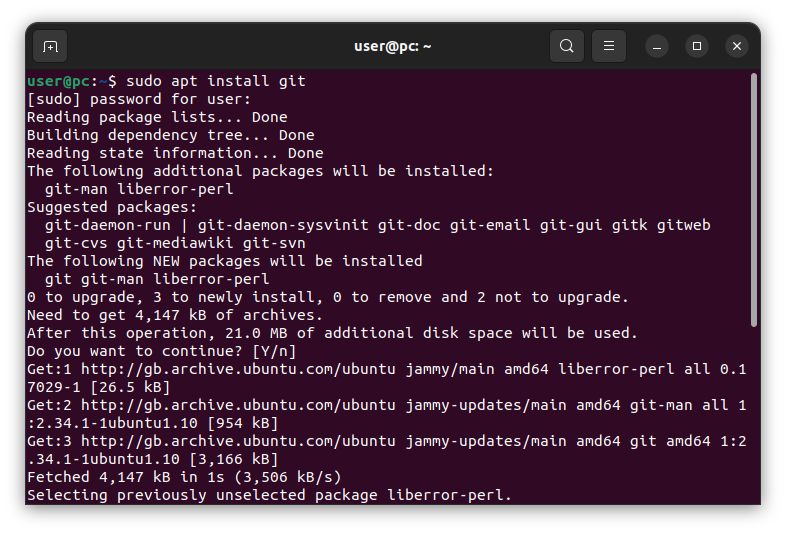 user@pc: ~
user@pc:~$ sudo apt install git
[sudo] password for user:
Reading package lists... Done
Building dependency tree... Done
Reading state information... Done
The following additional packages will be installed:
  git-man liberror-perl
Suggested packages:
  git-daemon-run | git-daemon-sysvinit git-doc git-email git-gui gitk gitweb
  git-cvs git-mediawiki git-svn
The following NEW packages will be installed
  git git-man liberror-perl
0 to upgrade, 3 to newly install, 0 to remove and 2 not to upgrade.
Need to get 4,147 kB of archives.
After this operation, 21.0 MB of additional disk space will be used.
Do you want to continue? [Y/n]
Get:1 http://gb.archive.ubuntu.com/ubuntu jammy/main amd64 liberror-perl all 0.1
7029-1 [26.5 kB]
Get:2 http://gb.archive.ubuntu.com/ubuntu jammy-updates/main amd64 git-man all 1
:2.34.1-1ubuntu1.10 [954 kB]
Get:3 http://gb.archive.ubuntu.com/ubuntu jammy-updates/main amd64 git amd64 1:2
.34.1-1ubuntu1.10 [3,166 kB]
Fetched 4,147 kB in 1s (3,506 kB/s)
Selecting previously unselected package liberror-perl.